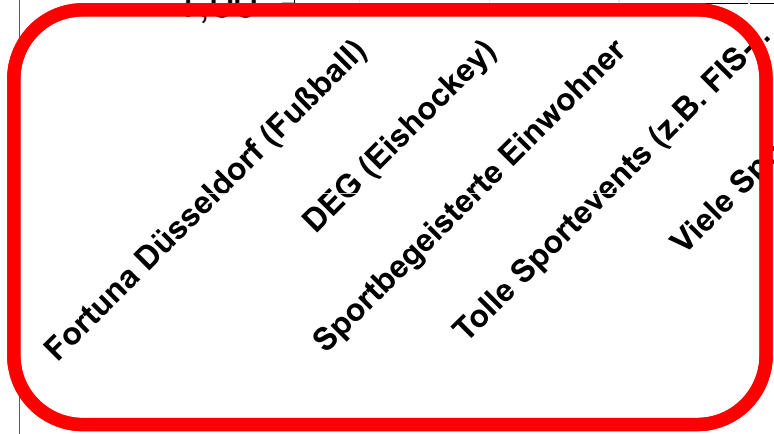 Fortuna Düsseldorf (Fußball)
DEG (Eishockey)
Sportbegeisterte Einwohner
Tolle Sportevents (z.B. FIS-...
Viele